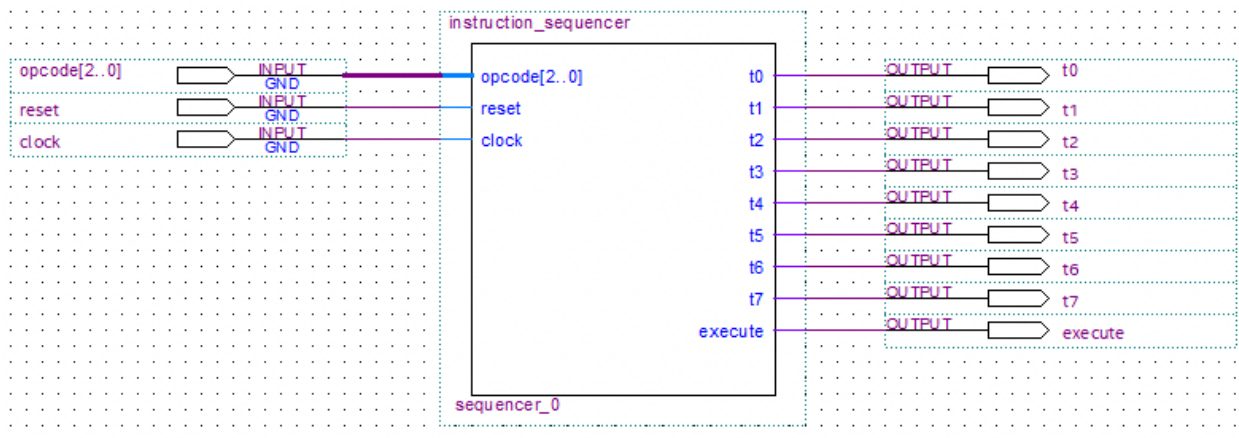 instruction_sequencer
opcode[2..0] INPUT GND opcode[2..0] t0 OUTPUT t0
reset INPUT GND reset t1 OUTPUT t1
clock INPUT GND clock t2 OUTPUT t2
t3 OUTPUT t3
t4 OUTPUT t4
t5 OUTPUT t5
t6 OUTPUT t6
t7 OUTPUT t7
execute OUTPUT execute
sequencer_0